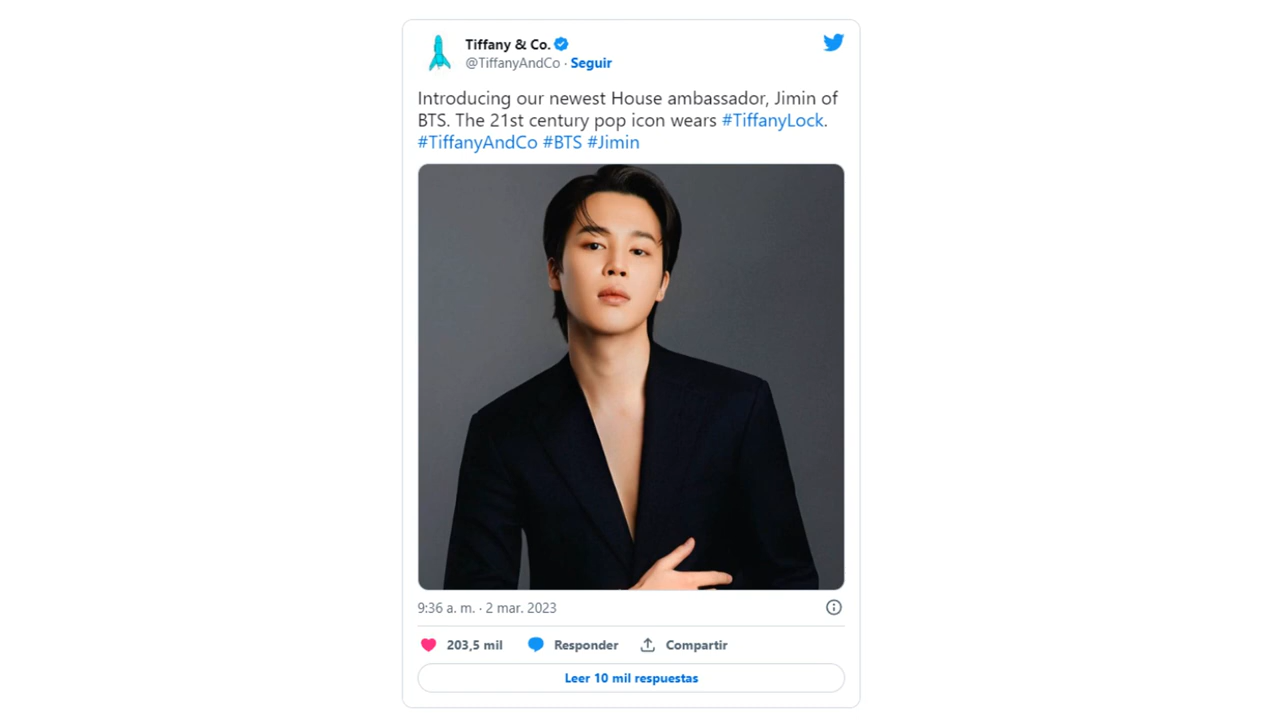 Tiffany & Co.
@TiffanyAndCo · Seguir
Introducing our newest House ambassador, Jimin of
BTS. The 21st century pop icon wears #TiffanyLock.
#TiffanyAndCo #BTS #Jimin
9:36 a. m. · 2 mar. 2023
203,5 mil Responder Compartir
Leer 10 mil respuestas